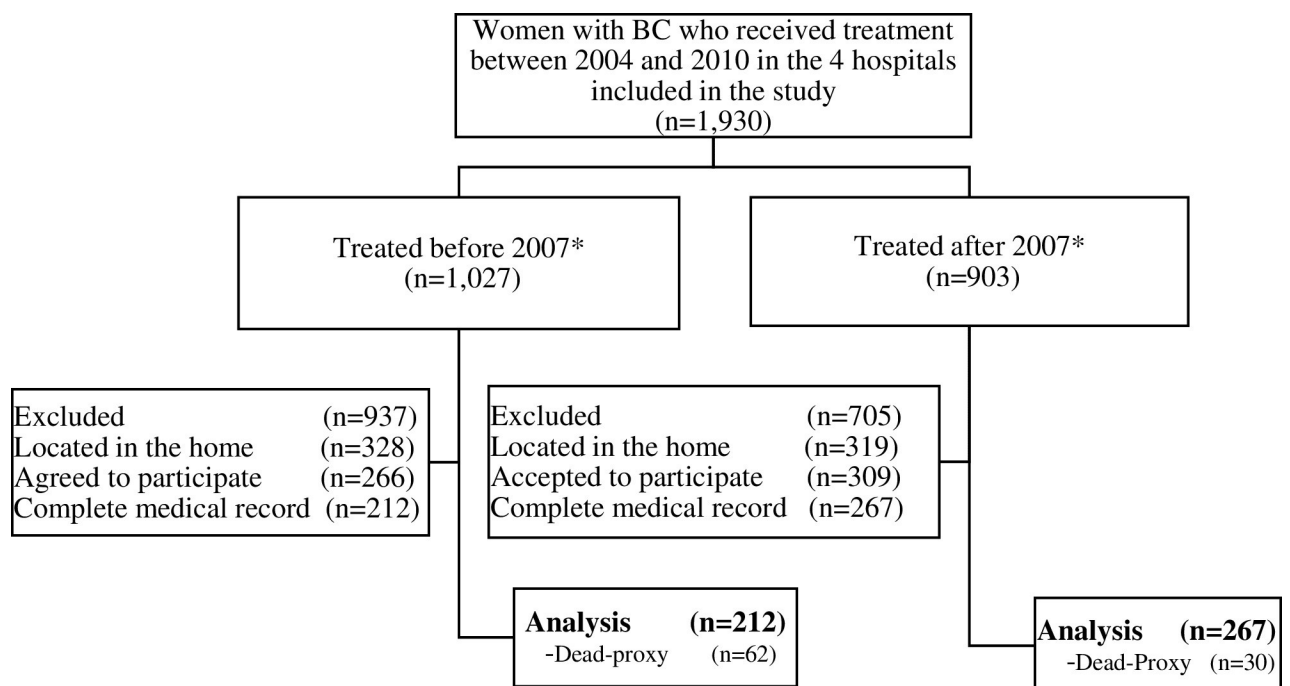 Women with BC who received treatment
between 2004 and 2010 in the 4 hospitals
included in the study
(n=1,930)
Treated before 2007*
(n=1,027)
Treated after 2007*
(n=903)
Excluded (n=937)
Located in the home (n=328)
Agreed to participate (n=266)
Complete medical record (n=212)
Excluded (n=705)
Located in the home (n=319)
Accepted to participate (n=309)
Complete medical record (n=267)
Analysis (n=212)
-Dead-proxy (n=62)
Analysis (n=267)
-Dead-Proxy (n=30)